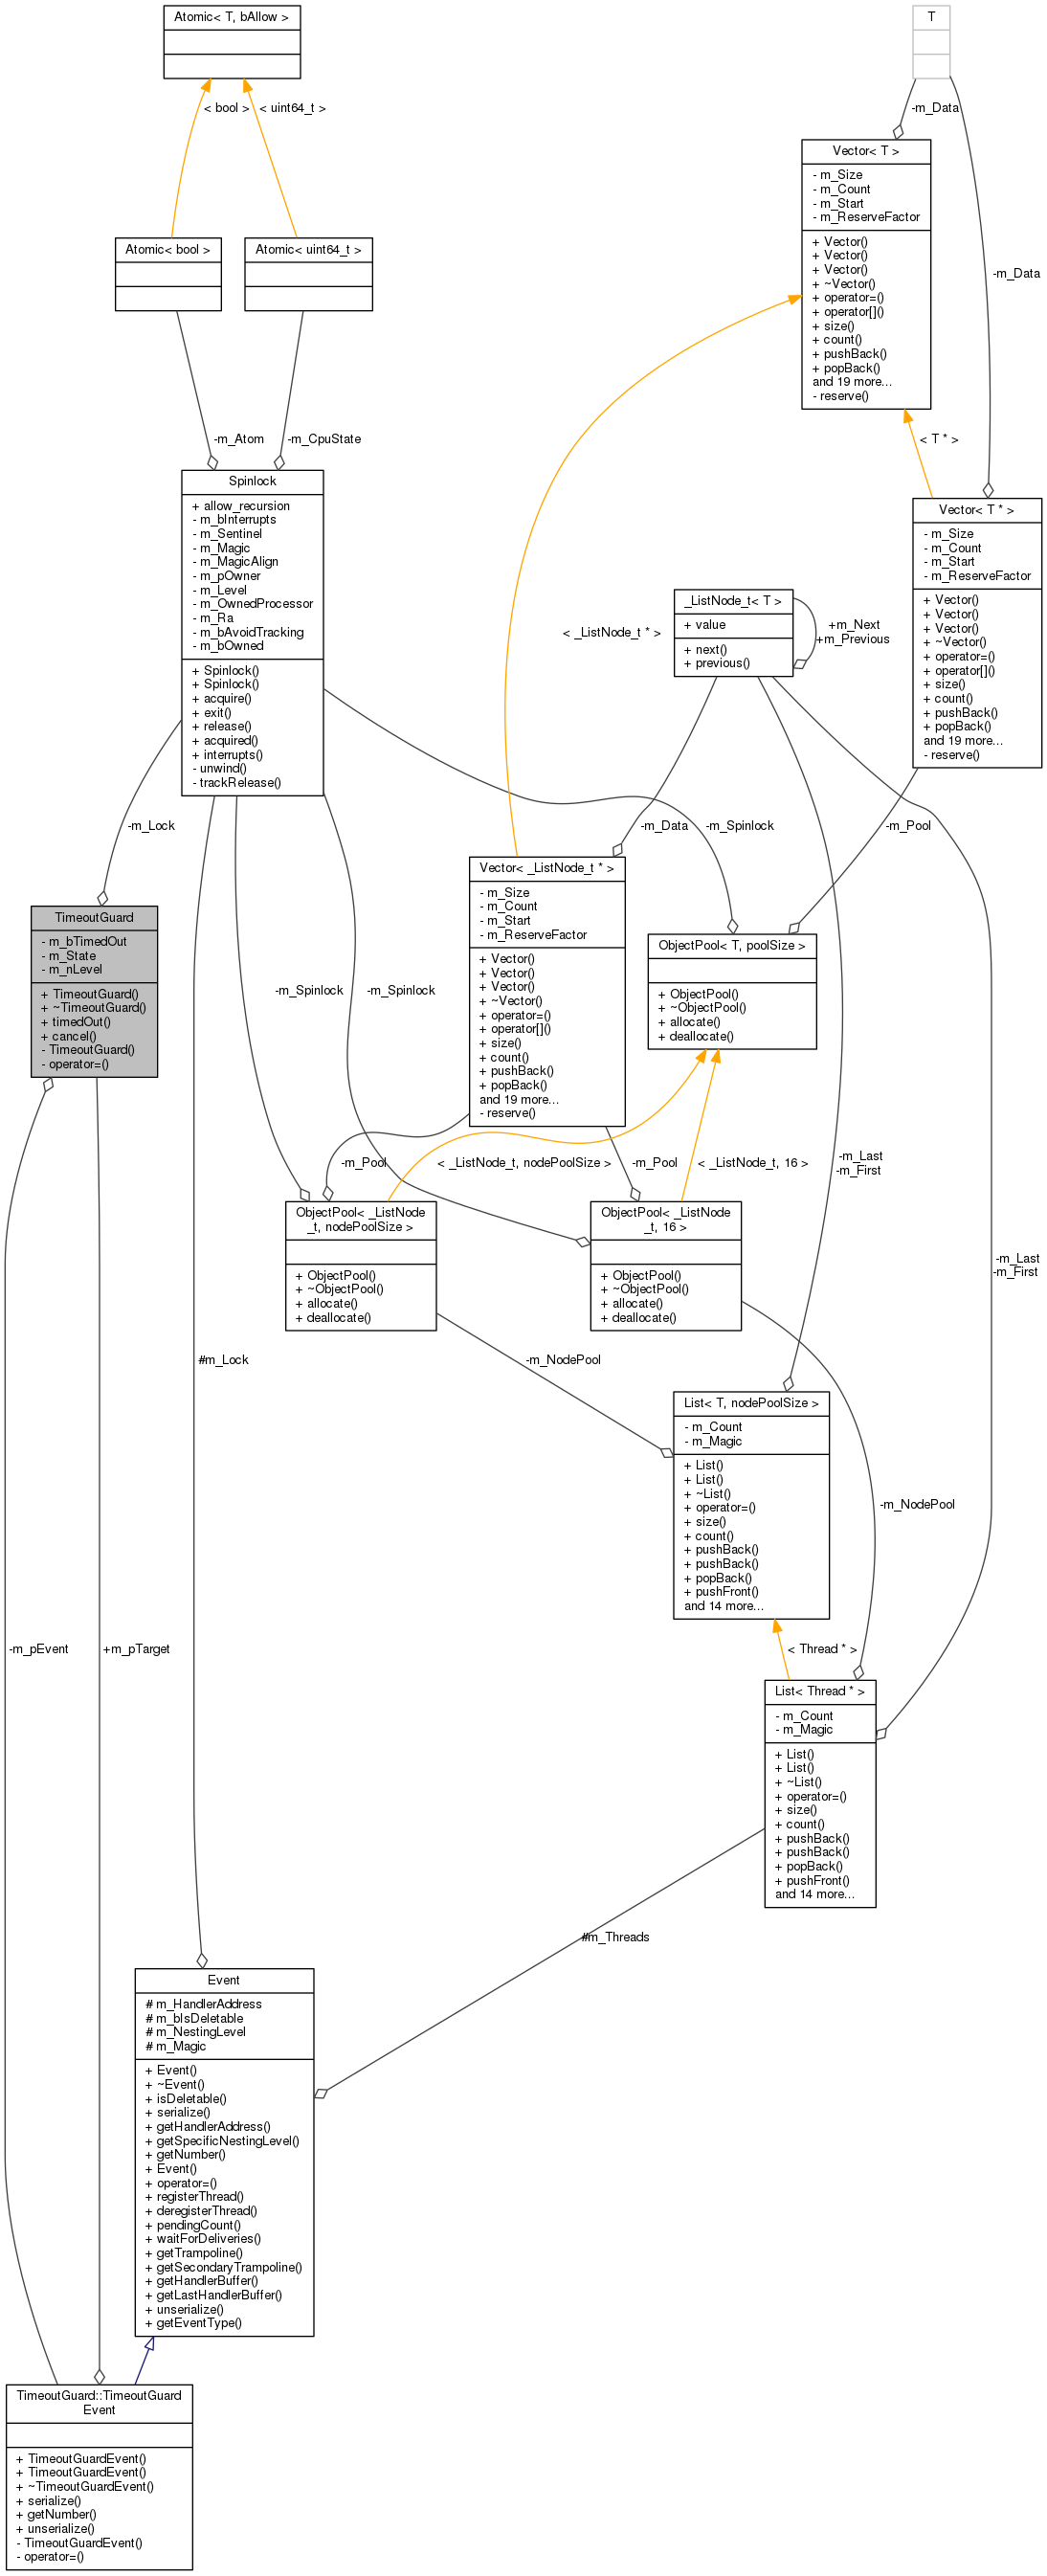 Atomic< T, bAllow >
T
< bool >
< uint64_t >
-m_Data
Vector< T >
- m_Size
- m_Count
- m_Start
- m_ReserveFactor
+ Vector()
+ Vector()
+ Vector()
+ ~Vector()
+ operator=()
+ operator[]()
+ size()
+ count()
+ pushBack()
+ popBack()
and 19 more...
- reserve()
Atomic< bool >
Atomic< uint64_t >
-m_Data
-m_Atom
-m_CpuState
< T * >
Spinlock
+ allow_recursion
- m_bInterrupts
- m_Sentinel
- m_Magic
- m_MagicAlign
- m_pOwner
- m_Level
- m_OwnedProcessor
- m_Ra
- m_bAvoidTracking
- m_bOwned
+ Spinlock()
+ Spinlock()
+ acquire()
+ exit()
+ release()
+ acquired()
+ interrupts()
- unwind()
- trackRelease()
Vector< T * >
- m_Size
- m_Count
- m_Start
- m_ReserveFactor
+ Vector()
+ Vector()
+ Vector()
+ ~Vector()
+ operator=()
+ operator[]()
+ size()
+ count()
+ pushBack()
+ popBack()
and 19 more...
- reserve()
< _ListNode_t * >
_ListNode_t< T >
+ value
+ next()
+ previous()
+m_Next
+m_Previous
-m_Lock
-m_Data
-m_Spinlock
-m_Pool
Vector< _ListNode_t * >
- m_Size
- m_Count
- m_Start
- m_ReserveFactor
+ Vector()
+ Vector()
+ Vector()
+ ~Vector()
+ operator=()
+ operator[]()
+ size()
+ count()
+ pushBack()
+ popBack()
and 19 more...
- reserve()
TimeoutGuard
- m_bTimedOut
- m_State
- m_nLevel
+ TimeoutGuard()
+ ~TimeoutGuard()
+ timedOut()
+ cancel()
- TimeoutGuard()
- operator=()
ObjectPool< T, poolSize >
+ ObjectPool()
+ ~ObjectPool()
+ allocate()
+ deallocate()
-m_Spinlock
-m_Spinlock
-m_Pool
< _ListNode_t, nodePoolSize >
-m_Pool
< _ListNode_t, 16 >
-m_Last
-m_First
ObjectPool< _ListNode
_t, nodePoolSize >
+ ObjectPool()
+ ~ObjectPool()
+ allocate()
+ deallocate()
ObjectPool< _ListNode
_t, 16 >
+ ObjectPool()
+ ~ObjectPool()
+ allocate()
+ deallocate()
-m_Last
-m_First
#m_Lock
-m_NodePool
List< T, nodePoolSize >
- m_Count
- m_Magic
+ List()
+ List()
+ ~List()
+ operator=()
+ size()
+ count()
+ pushBack()
+ pushBack()
+ popBack()
+ pushFront()
and 14 more...
-m_NodePool
-m_pEvent
+m_pTarget
< Thread * >
List< Thread * >
- m_Count
- m_Magic
+ List()
+ List()
+ ~List()
+ operator=()
+ size()
+ count()
+ pushBack()
+ pushBack()
+ popBack()
+ pushFront()
and 14 more...
#m_Threads
Event
# m_HandlerAddress
# m_bIsDeletable
# m_NestingLevel
# m_Magic
+ Event()
+ ~Event()
+ isDeletable()
+ serialize()
+ getHandlerAddress()
+ getSpecificNestingLevel()
+ getNumber()
+ Event()
+ operator=()
+ registerThread()
+ deregisterThread()
+ pendingCount()
+ waitForDeliveries()
+ getTrampoline()
+ getSecondaryTrampoline()
+ getHandlerBuffer()
+ getLastHandlerBuffer()
+ unserialize()
+ getEventType()
TimeoutGuard::TimeoutGuard
Event
+ TimeoutGuardEvent()
+ TimeoutGuardEvent()
+ ~TimeoutGuardEvent()
+ serialize()
+ getNumber()
+ unserialize()
- TimeoutGuardEvent()
- operator=()